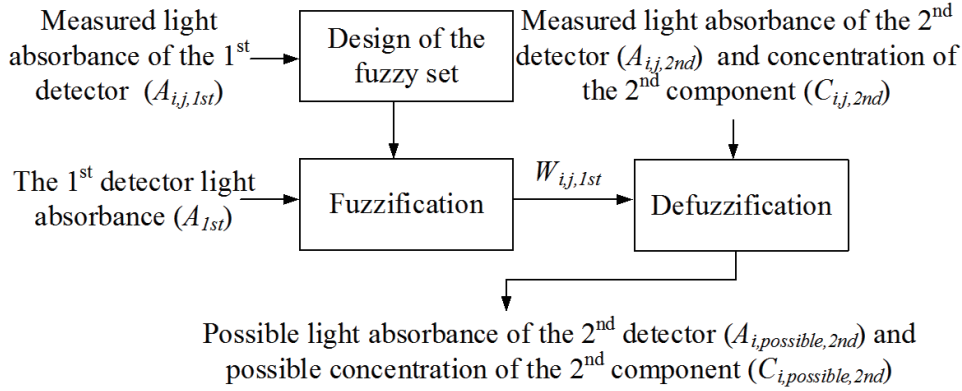 Measured light
absorbance of the 1st
detector (Ai,j,1st)
Design of the
fuzzy set
Measured light absorbance of the 2nd
detector (Ai,j,2nd) and concentration of
the 2nd component (Ci,j,2nd)
The 1st detector light
absorbance (A1st)
Fuzzification
Wi,j,1st
Defuzzification
Possible light absorbance of the 2nd detector (Ai,possible,2nd) and
possible concentration of the 2nd component (Ci,possible,2nd)